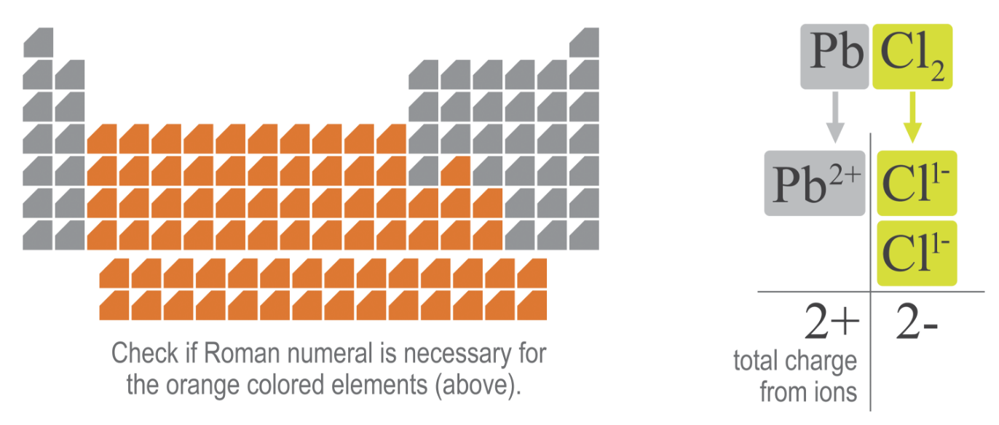 Pb Cl₂
Pb²⁺ Cl¹⁻
Cl¹⁻
2+ 2-
total charge
from ions
Check if Roman numeral is necessary for
the orange colored elements (above).